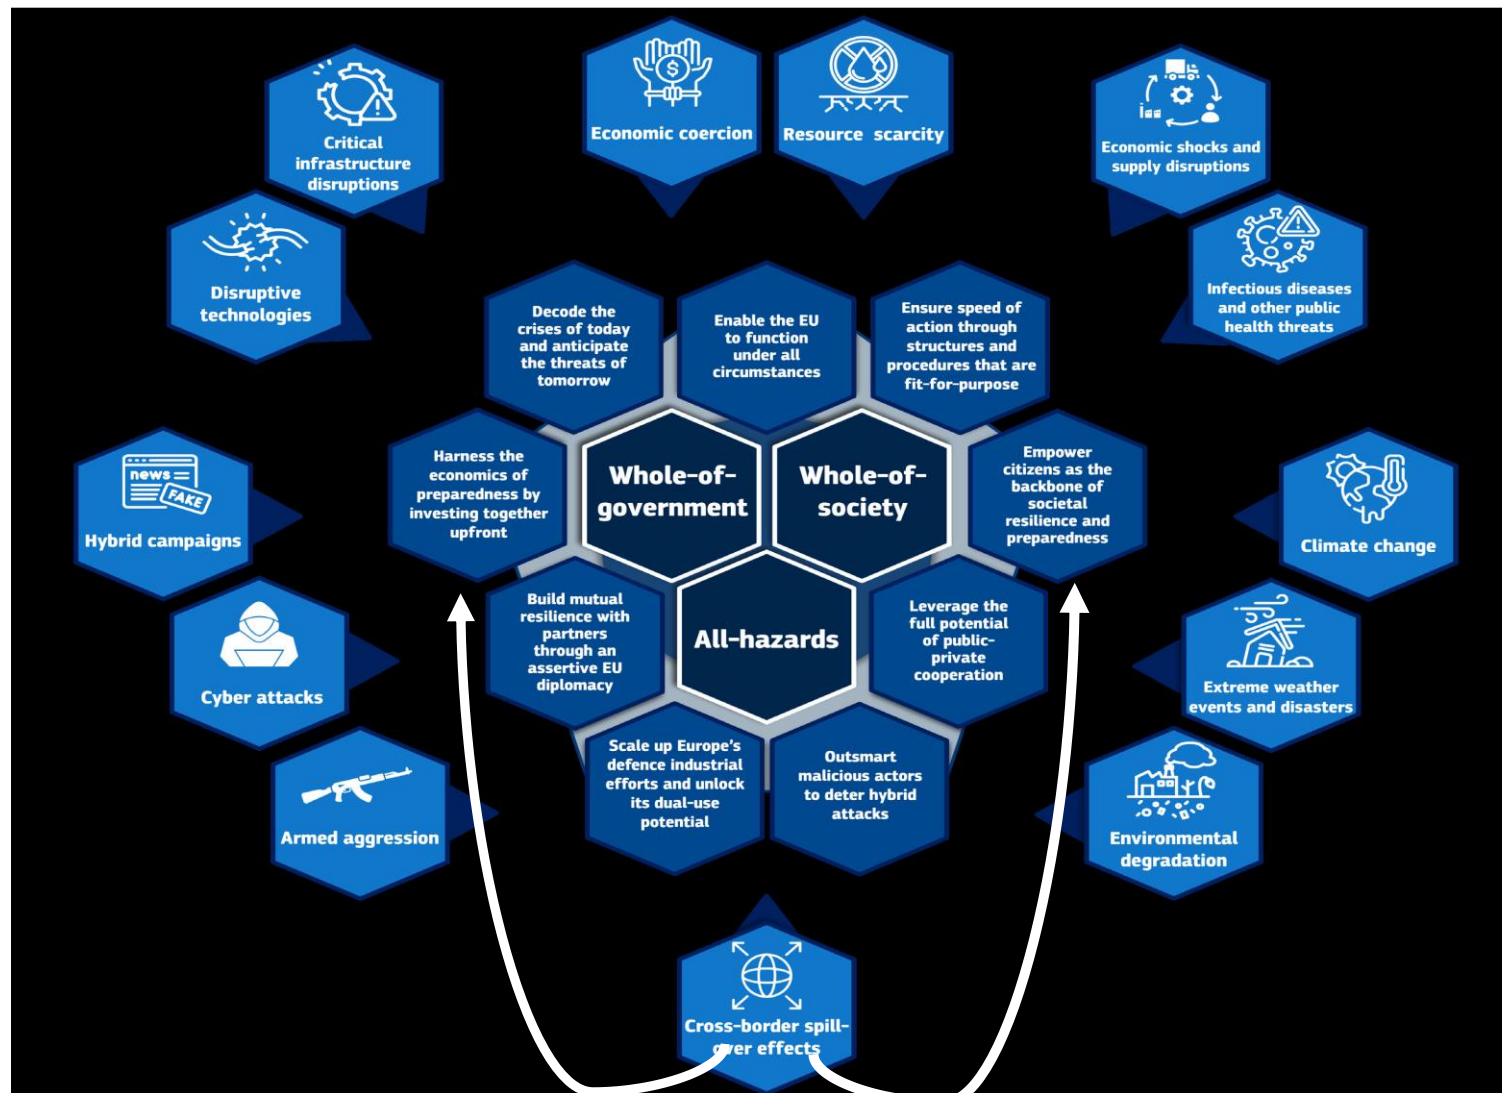 Economic coercion
Resource scarcity
Critical
infrastructure
disruptions
Economic shocks and
supply disruptions
Disruptive
technologies
Infectious diseases
and other public
health threats
Decode the
crises of today
and anticipate
the threats of
tomorrow
Enable the EU
to function
under all
circumstances
Ensure speed of
action through
structures and
procedures that are
fit-for-purpose
Harness the
economics of
preparedness by
investing together
upfront
Whole-of-
government
Whole-of-
society
Empower
citizens as the
backbone of
societal
resilience and
preparedness
news
FAKE
Hybrid campaigns
Climate change
Build mutual
resilience with
partners
through an
assertive EU
diplomacy
All-hazards
Leverage the
full potential
of public-
private
cooperation
Cyber attacks
Extreme weather
events and disasters
Scale up Europe's
defence industrial
efforts and unlock
its dual-use
potential
Outsmart
malicious actors
to deter hybrid
attacks
Armed aggression
Environmental
degradation
Cross-border spill-
over effects